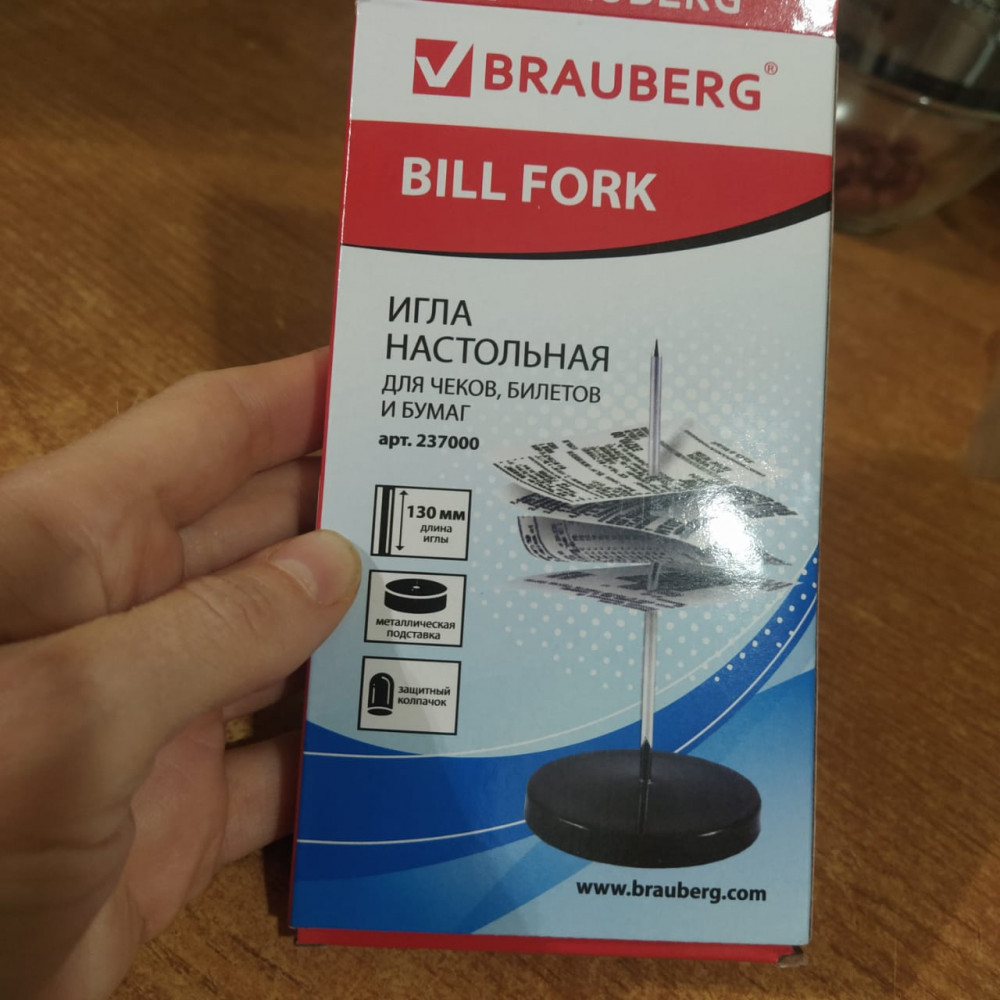 BRAUBERG
BRAUBERG®
BILL FORK
ИГЛА
НАСТОЛЬНАЯ
ДЛЯ ЧЕКОВ, БИЛЕТОВ
И БУМАГ
арт. 237000
130 мм
длина
иглы
металлическая
подставка
защитный
колпачок
www.brauberg.com